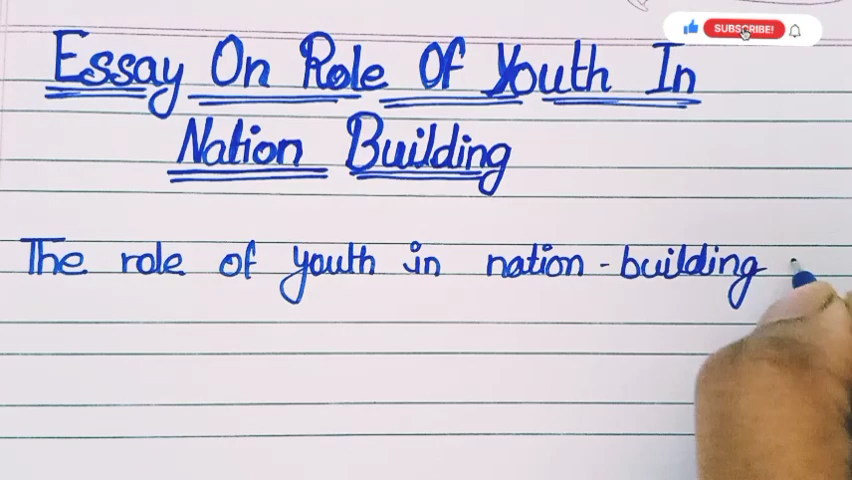 SUBSCRIBE!
Essay On Role Of Youth In
Nation Building
The role of youth in nation-building